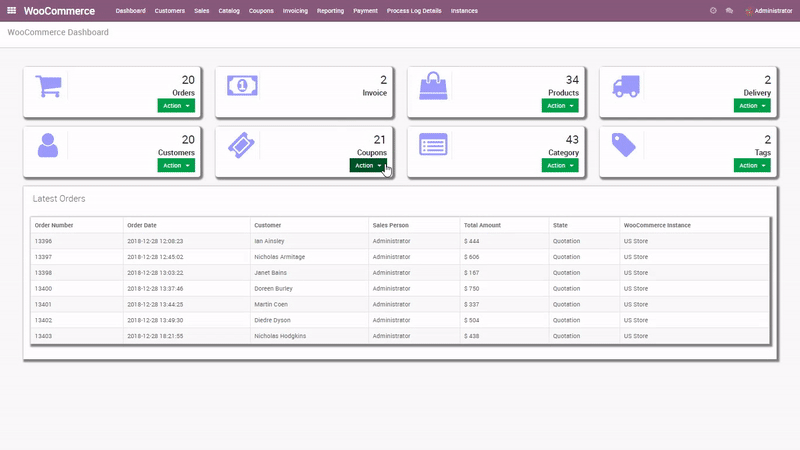 WooCommerce Dashboard Customers Sales Catalog Coupons Invoicing Reporting Payment Process Log Details Instances Administrator
WooCommerce Dashboard
20 2 34 2
Orders Invoice Products Delivery
Action Action Action
1
20 21 43 2
Customers Coupons Category Tags
Action Action Action Action
Latest Orders
Order Number Order Date Customer Sales Person Total Amount State WooCommerce Instance
13396 2018-12-28 12:08:23 Ian Ainsley Administrator $ 444 Quotation US Store
13397 2018-12-28 12:45:02 Nicholas Armitage Administrator $ 606 Quotation US Store
13398 2018-12-28 13:03:22 Janet Bains Administrator $ 167 Quotation US Store
13400 2018-12-28 13:37:46 Doreen Burley Administrator $ 750 Quotation US Store
13401 2018-12-28 13:44:25 Martin Coen Administrator $ 337 Quotation US Store
13402 2018-12-28 13:49:30 Diedre Dyson Administrator $ 504 Quotation US Store
13403 2018-12-28 18:21:55 Nicholas Hodgkins Administrator $ 438 Quotation US Store